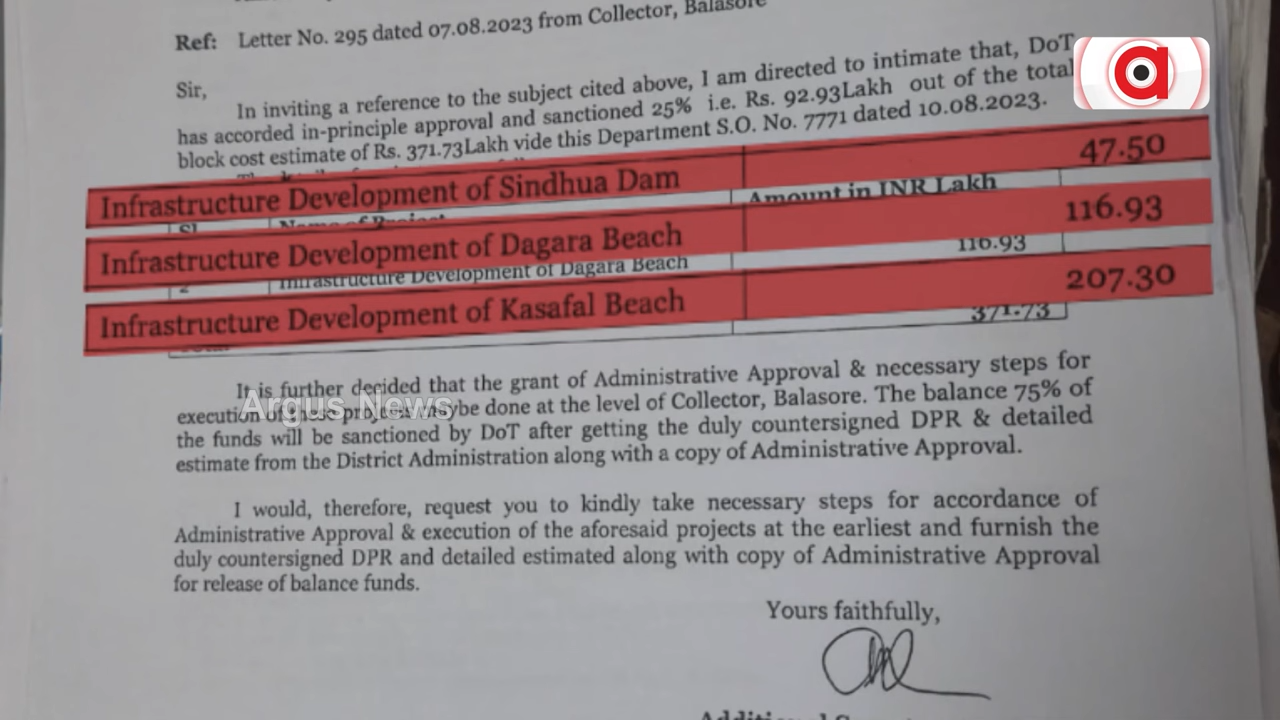 Ref: Letter No. 295 dated 07.08.2023 from Collector, Balasore
Sir,
In inviting a reference to the subject cited above, I am directed to intimate that, DoT
has accorded in-principle approval and sanctioned 25% i.e. Rs. 92.93Lakh out of the total
block cost estimate of Rs. 371.73Lakh vide this Department S.O. No. 7771 dated 10.08.2023.
Infrastructure Development of Sindhua Dam 47.50
Sl Name of Project Amount in INR Lakh
Infrastructure Development of Dagara Beach 116.93
2 Infrastructure Development of Dagara Beach 116.93
Infrastructure Development of Kasafal Beach 207.30
Total 371.73
It is further decided that the grant of Administrative Approval & necessary steps for
execution of these projects maybe done at the level of Collector, Balasore. The balance 75% of
Argus News
the funds will be sanctioned by DoT after getting the duly countersigned DPR & detailed
estimate from the District Administration along with a copy of Administrative Approval.
I would, therefore, request you to kindly take necessary steps for accordance of
Administrative Approval & execution of the aforesaid projects at the earliest and furnish the
duly countersigned DPR and detailed estimated along with copy of Administrative Approval
for release of balance funds.
Yours faithfully,